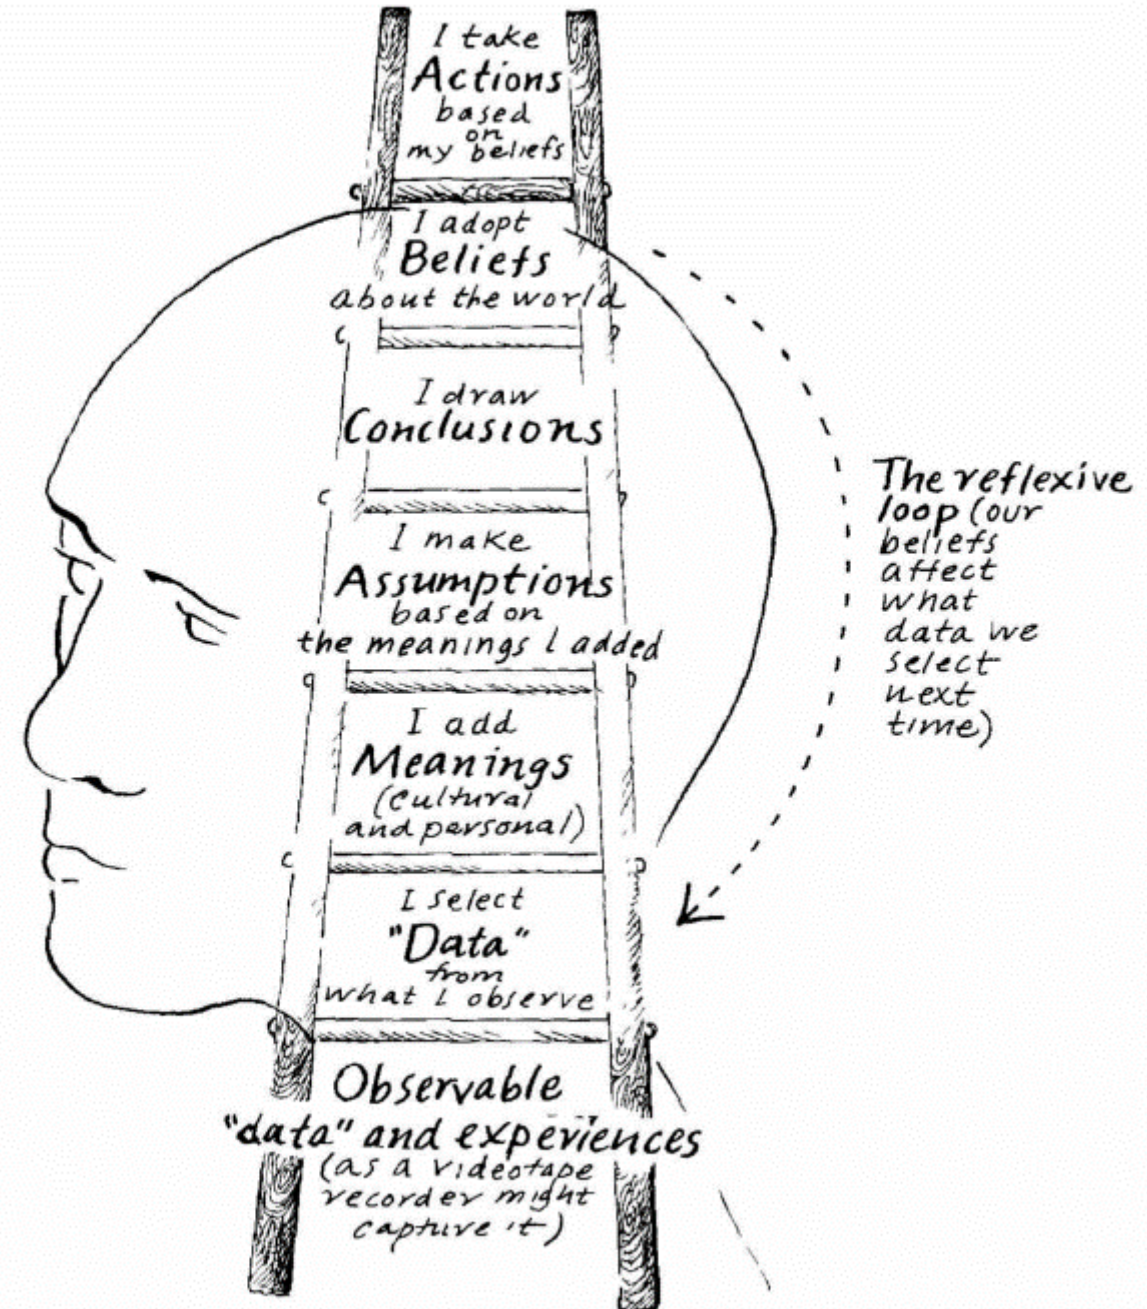 I take
Actions
based
on
my beliefs
I adopt
Beliefs
about the world
I draw
Conclusions
I make
Assumptions
based on
the meanings I added
I add
Meanings
(cultural
and personal)
I select
"Data"
from
what I observe
Observable
"data" and experiences
(as a videotape
recorder might
capture it)
The reflexive
loop (our
beliefs
affect
what
data we
select
next
time)